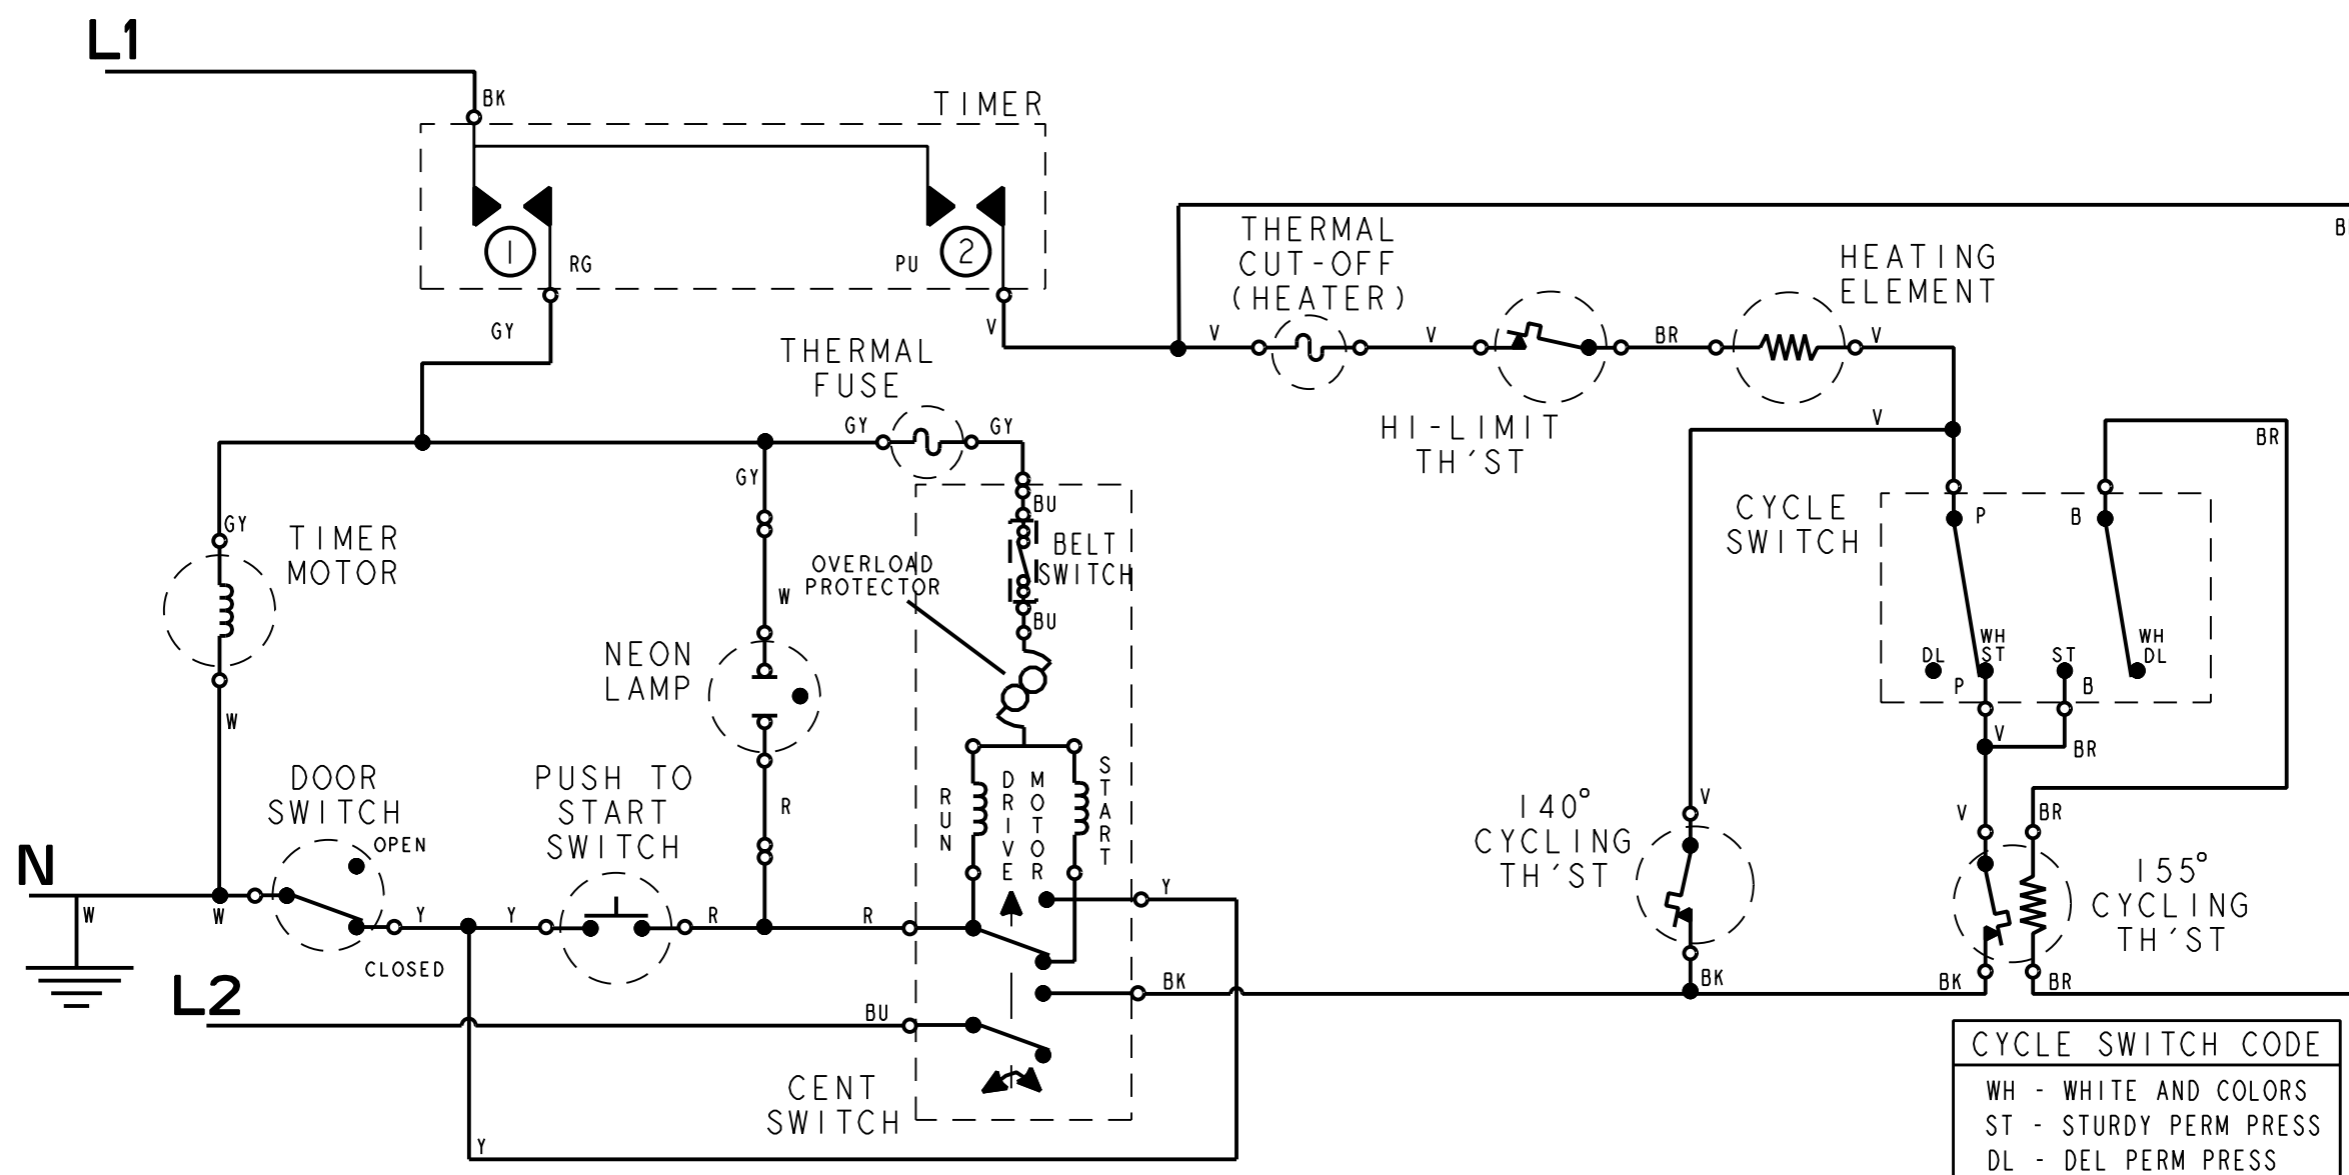 L1
BK
TIMER
1
2
RG
PU
GY
V
THERMAL
CUT-OFF
(HEATER)
HEATING
ELEMENT
V
V
BR
V
THERMAL
FUSE
HI-LIMIT
TH'ST
GY
GY
GY
V
BR
GY
TIMER
MOTOR
BU
BELT
SWITCH
BU
OVERLOAD
PROTECTOR
CYCLE
SWITCH
P
B
W
NEON
LAMP
DL
WH
ST
ST
WH
DL
P
B
W
V
BR
DOOR
SWITCH
OPEN
CLOSED
PUSH TO
START
SWITCH
R
RUN
DRIVE
MOTOR
START
140°
CYCLING
TH'ST
V
V
BR
155°
CYCLING
TH'ST
N
W
W
Y
Y
R
R
Y
BK
BK
BK
BR
L2
BU
CENT
SWITCH
Y
CYCLE SWITCH CODE
WH - WHITE AND COLORS
ST - STURDY PERM PRESS
DL - DEL PERM PRESS